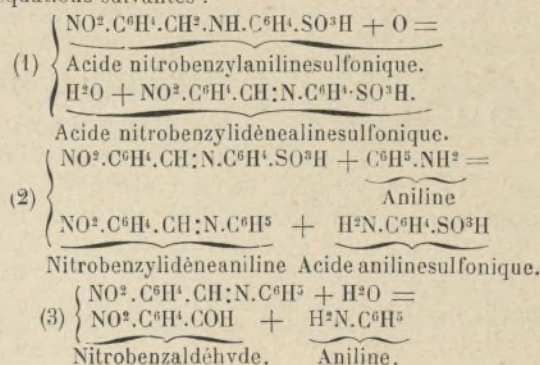 équations suivantes :
NO².C⁶H⁴.CH².NH.C⁶H⁴.SO³H + O =
(1) Acide nitrobenzylanilinesulfonique.
H²O + NO².C⁶H⁴.CH:N.C⁶H⁴.SO³H.
Acide nitrobenzylidènealinesulfonique.
NO².C⁶H⁴.CH:N.C⁶H⁴.SO³H + C⁶H⁵.NH² =
Aniline
(2)
NO².C⁶H⁴.CH:N.C⁶H⁵ + H²N.C⁶H⁴.SO³H
Nitrobenzylidèneaniline Acide anilinesulfonique.
NO².C⁶H⁴.CH:N.C⁶H⁵ + H²O =
(3) NO².C⁶H⁴.COH + H²N.C⁶H⁵
Nitrobenzaldéhyde. Aniline.